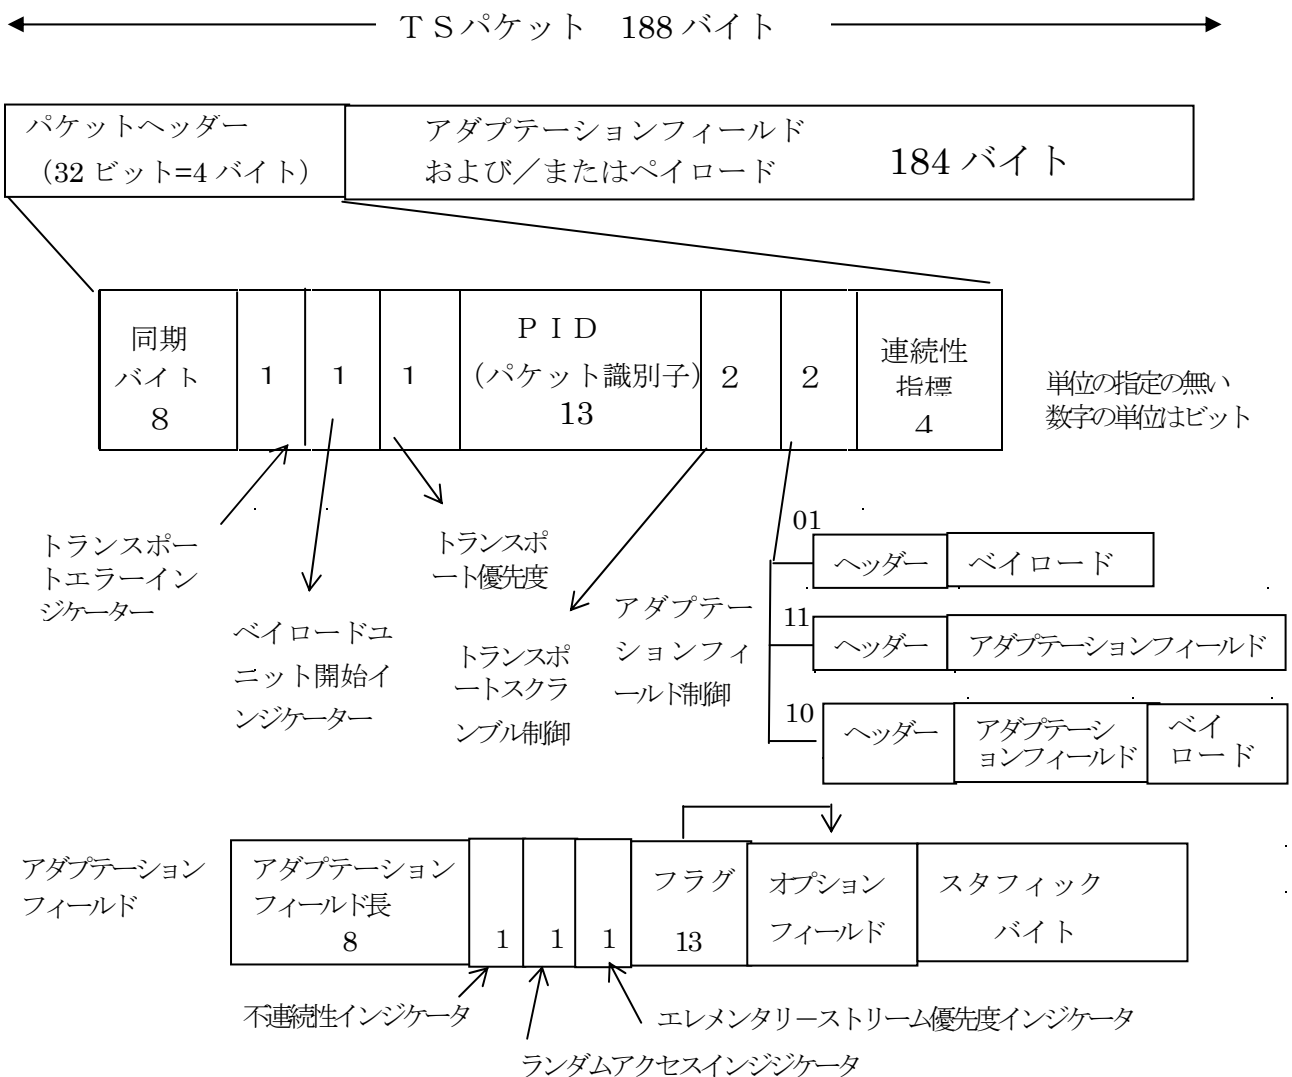 TSパケット 188 バイト
パケットヘッダー
(32 ビット=4 バイト)
アダプテーションフィールド
および/またはペイロード
184 バイト
同期
バイト
8
1
1
1
PID
(パケット識別子)
13
2
2
連続性
指標
4
単位の指定の無い
数字の単位はビット
トランスポー
トエラーイン
ジケーター
ペイロードユ
ニット開始イ
ンジケーター
トランスポ
ート優先度
トランスポ
ートスクラ
ンブル制御
アダプテー
ションフィ
ールド制御
01
ヘッダー
ペイロード
11
ヘッダー
アダプテーションフィールド
10
ヘッダー
アダプテーシ
ョンフィールド
ペイ
ロード
アダプテーション
フィールド
アダプテーション
フィールド長
8
1
1
1
フラグ
13
オプション
フィールド
スタフィック
バイト
不連続性インジケータ
エレメンタリーストリーム優先度インジケータ
ランダムアクセスインジジケータ